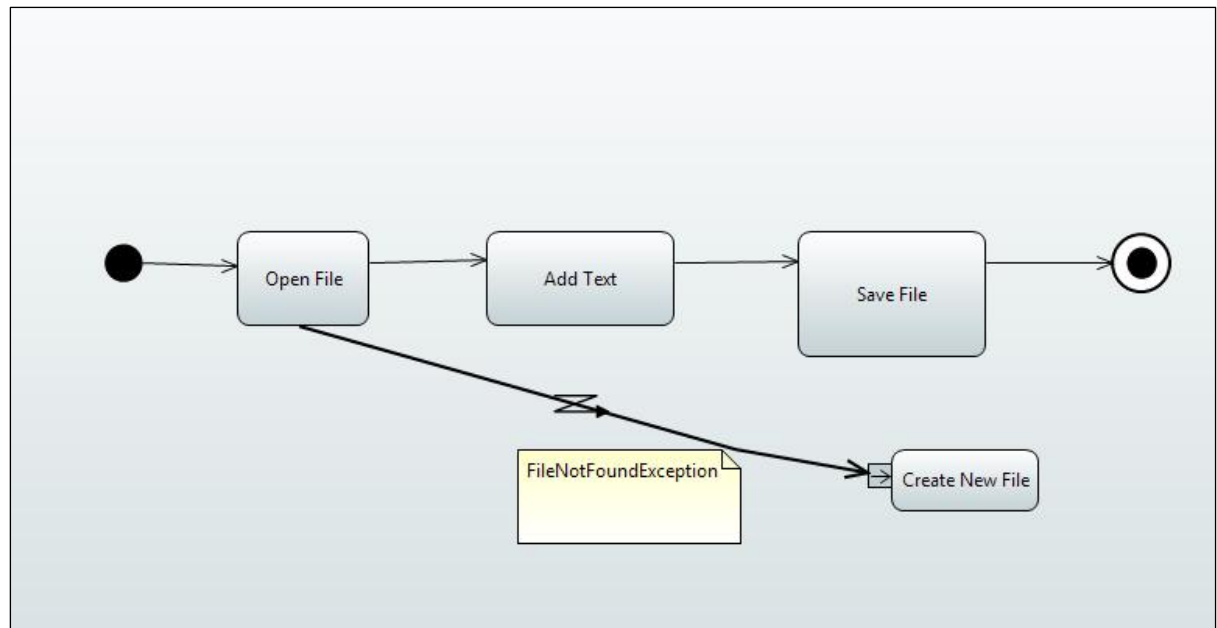 Open File
Add Text
Save File
FileNotFoundException
Create New File